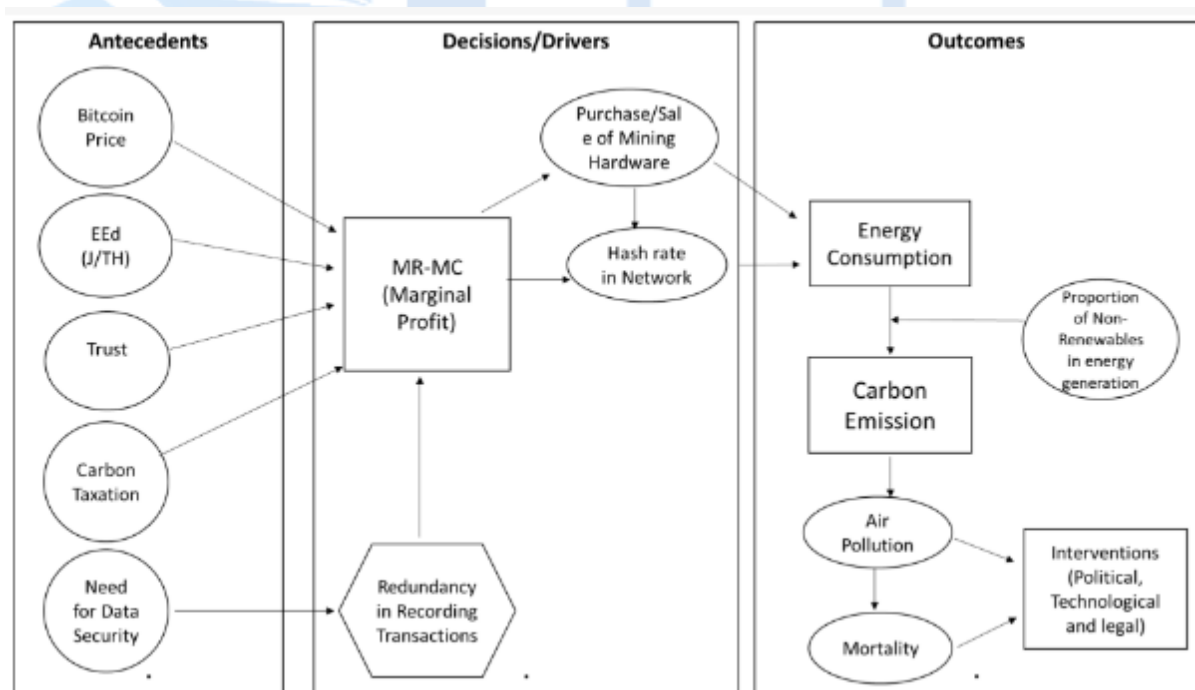 Antecedents
Bitcoin
Price
EEd
(J/TH)
Trust
Carbon
Taxation
Need
for Data
Security
Decisions/Drivers
Purchase/Sal
e of Mining
Hardware
Hash rate
in Network
MR-MC
(Marginal
Profit)
Redundancy
in Recording
Transactions
Outcomes
Energy
Consumption
Proportion
of Non-
Renewables
in energy
generation
Carbon
Emission
Air
Pollution
Interventions
(Political,
Technological
and legal)
Mortality